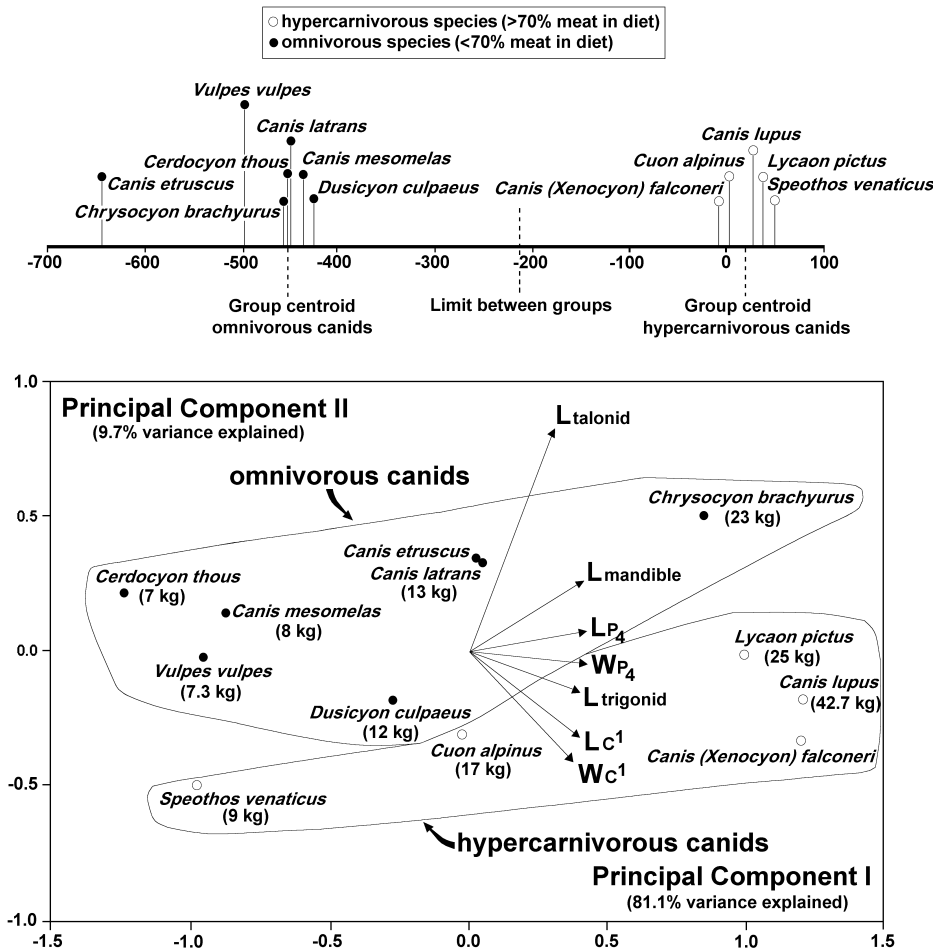 ○ hypercarnivorous species (>70% meat in diet)
● omnivorous species (<70% meat in diet)
Vulpes vulpes
Canis latrans
Canis lupus
Cerdocyon thous
Canis mesomelas
Cuon alpinus
Lycaon pictus
Canis etruscus
Dusicyon culpaeus
Canis (Xenocyon) falconeri
Speothos venaticus
Chrysocyon brachyurus
-700 -600 -500 -400 -300 -200 -100 0 100
Group centroid
omnivorous canids
Limit between groups
Group centroid
hypercarnivorous canids
1.0
Principal Component II
(9.7% variance explained)
L talonid
omnivorous canids
Chrysocyon brachyurus
(23 kg)
0.5
Canis etruscus
Canis latrans
(13 kg)
L mandible
Cerdocyon thous
(7 kg)
Canis mesomelas
(8 kg)
L P4
Lycaon pictus
(25 kg)
0.0
W P4
Vulpes vulpes
(7.3 kg)
Canis lupus
(42.7 kg)
L trigonid
Dusicyon culpaeus
(12 kg)
L C1
Cuon alpinus
(17 kg)
Canis (Xenocyon) falconeri
W C1
-0.5
Speothos venaticus
(9 kg)
hypercarnivorous canids
Principal Component I
(81.1% variance explained)
-1.0
-1.5 -1.0 -0.5 0.0 0.5 1.0 1.5